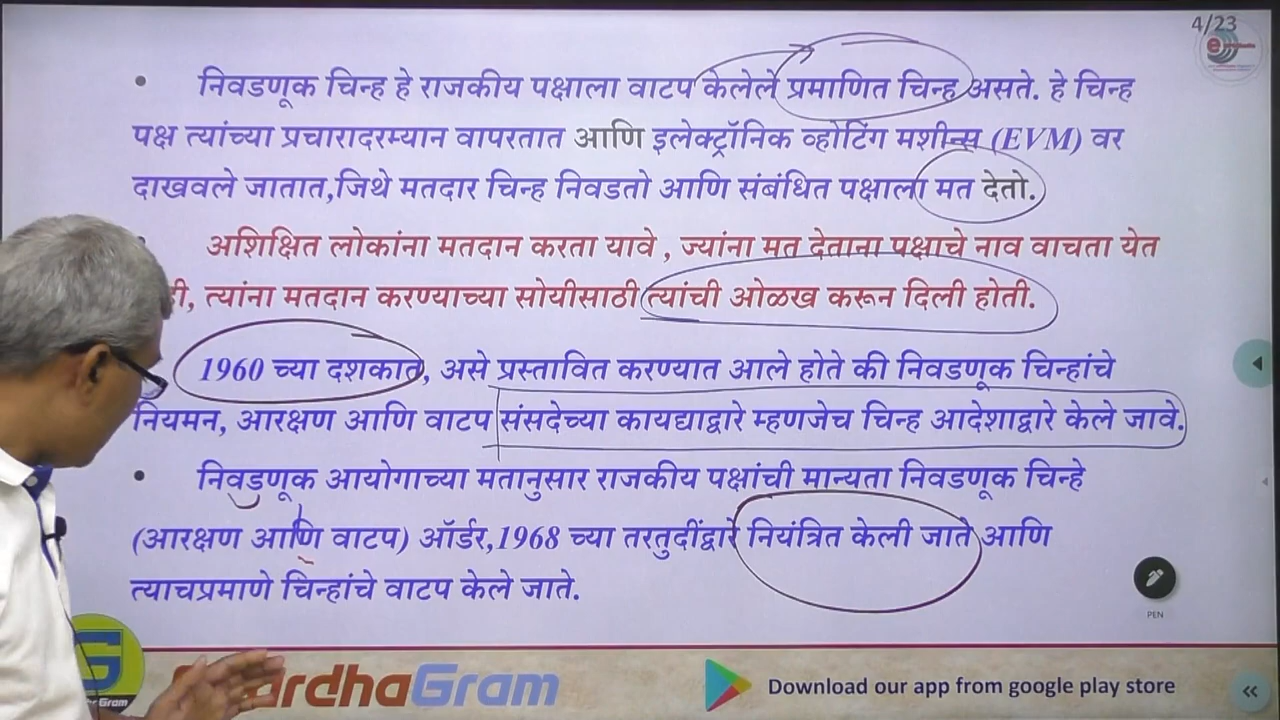 4/23
• निवडणूक चिन्ह हे राजकीय पक्षाला वाटप केलेले प्रमाणित चिन्ह असते. हे चिन्ह
पक्ष त्यांच्या प्रचारादरम्यान वापरतात आणि इलेक्ट्रॉनिक व्होटिंग मशीन्स (EVM) वर
दाखवले जातात,जिथे मतदार चिन्ह निवडतो आणि संबंधित पक्षाला मत देतो.
अशिक्षित लोकांना मतदान करता यावे , ज्यांना मत देताना पक्षाचे नाव वाचता येत
त्यांना मतदान करण्याच्या सोयीसाठी त्यांची ओळख करून दिली होती.
1960 च्या दशकात, असे प्रस्तावित करण्यात आले होते की निवडणूक चिन्हांचे
नियमन, आरक्षण आणि वाटप संसदेच्या कायद्याद्वारे म्हणजेच चिन्ह आदेशाद्वारे केले जावे.
• निवडणूक आयोगाच्या मतानुसार राजकीय पक्षांची मान्यता निवडणूक चिन्हे
(आरक्षण आणि वाटप) ऑर्डर,1968 च्या तरतुदींद्वारे नियंत्रित केली जाते आणि
त्याचप्रमाणे चिन्हांचे वाटप केले जाते.
PEN
Download our app from google play store